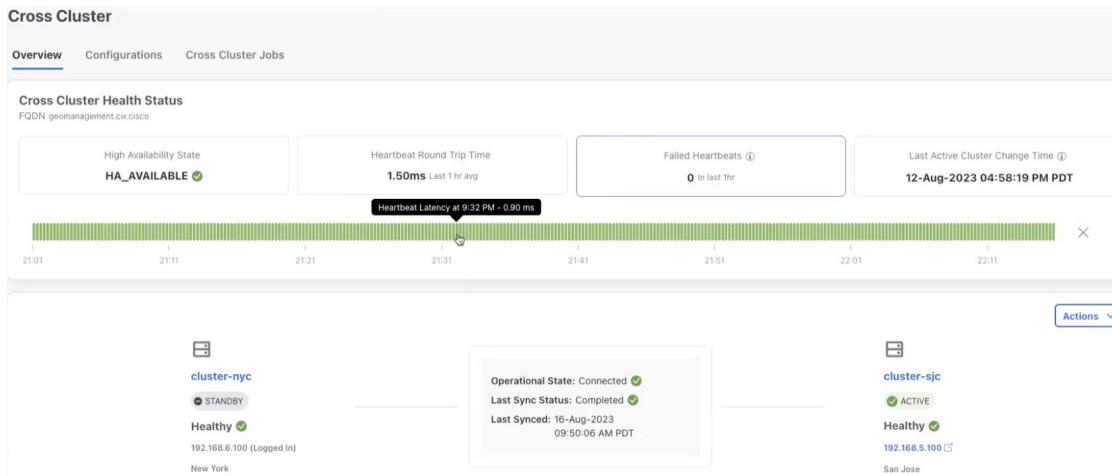 Cross Cluster
Overview Configurations Cross Cluster Jobs
Cross Cluster Health Status
FQDN geomanagement.cw.cisco
High Availability State
HA_AVAILABLE
Heartbeat Round Trip Time
1.50ms Last 1 hr avg
Failed Heartbeats
0 In last 1hr
Last Active Cluster Change Time
12-Aug-2023 04:58:19 PM PDT
Heartbeat Latency at 9:32 PM - 0.90 ms
21:01 21:11 21:21 21:31 21:41 21:51 22:01 22:11
Actions
cluster-nyc
STANDBY
Healthy
192.168.6.100 (Logged In)
New York
Operational State: Connected
Last Sync Status: Completed
Last Synced: 16-Aug-2023
09:50:06 AM PDT
cluster-sjc
ACTIVE
Healthy
192.168.5.100
San Jose